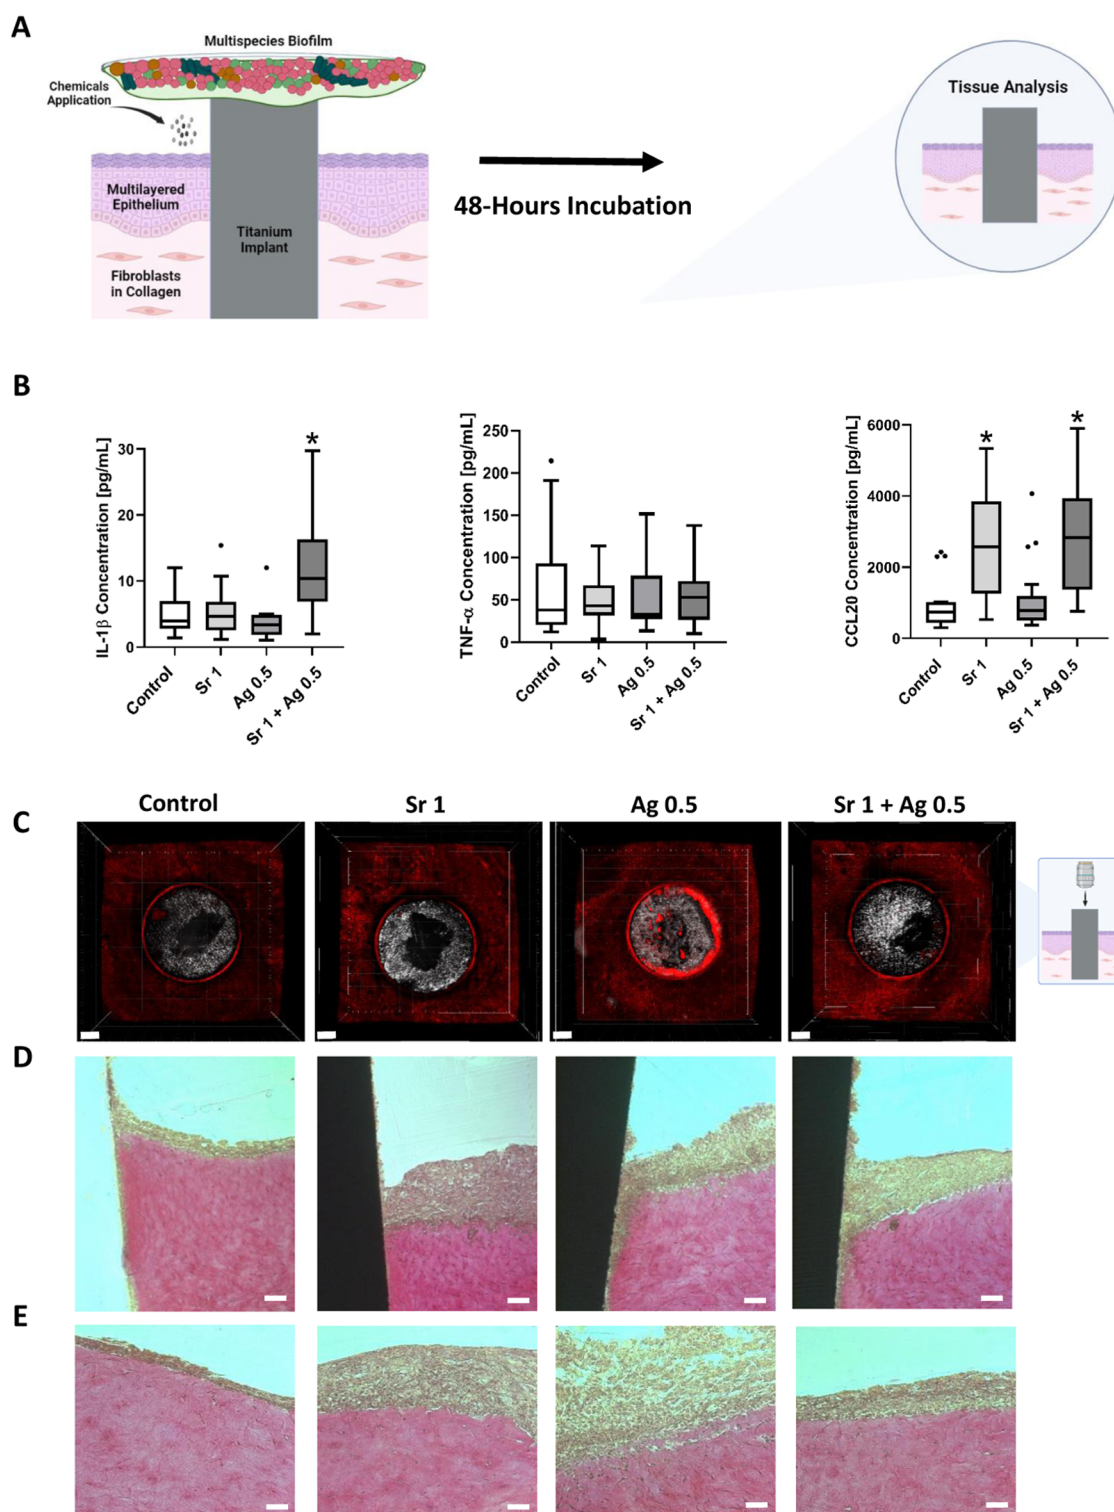 A
Multispecies Biofilm
Chemicals
Application
Multilayered
Epithelium
Titanium
Implant
Fibroblasts
in Collagen
48-Hours Incubation
Tissue Analysis
B
IL-1β Concentration [pg/mL]
30
20
10
0
*
Control
Sr 1
Ag 0.5
Sr 1 + Ag 0.5
TNF-α Concentration [pg/mL]
250
200
150
100
50
0
Control
Sr 1
Ag 0.5
Sr 1 + Ag 0.5
CCL20 Concentration [pg/mL]
6000
4000
2000
0
*
*
Control
Sr 1
Ag 0.5
Sr 1 + Ag 0.5
C
Control
Sr 1
Ag 0.5
Sr 1 + Ag 0.5
D
E